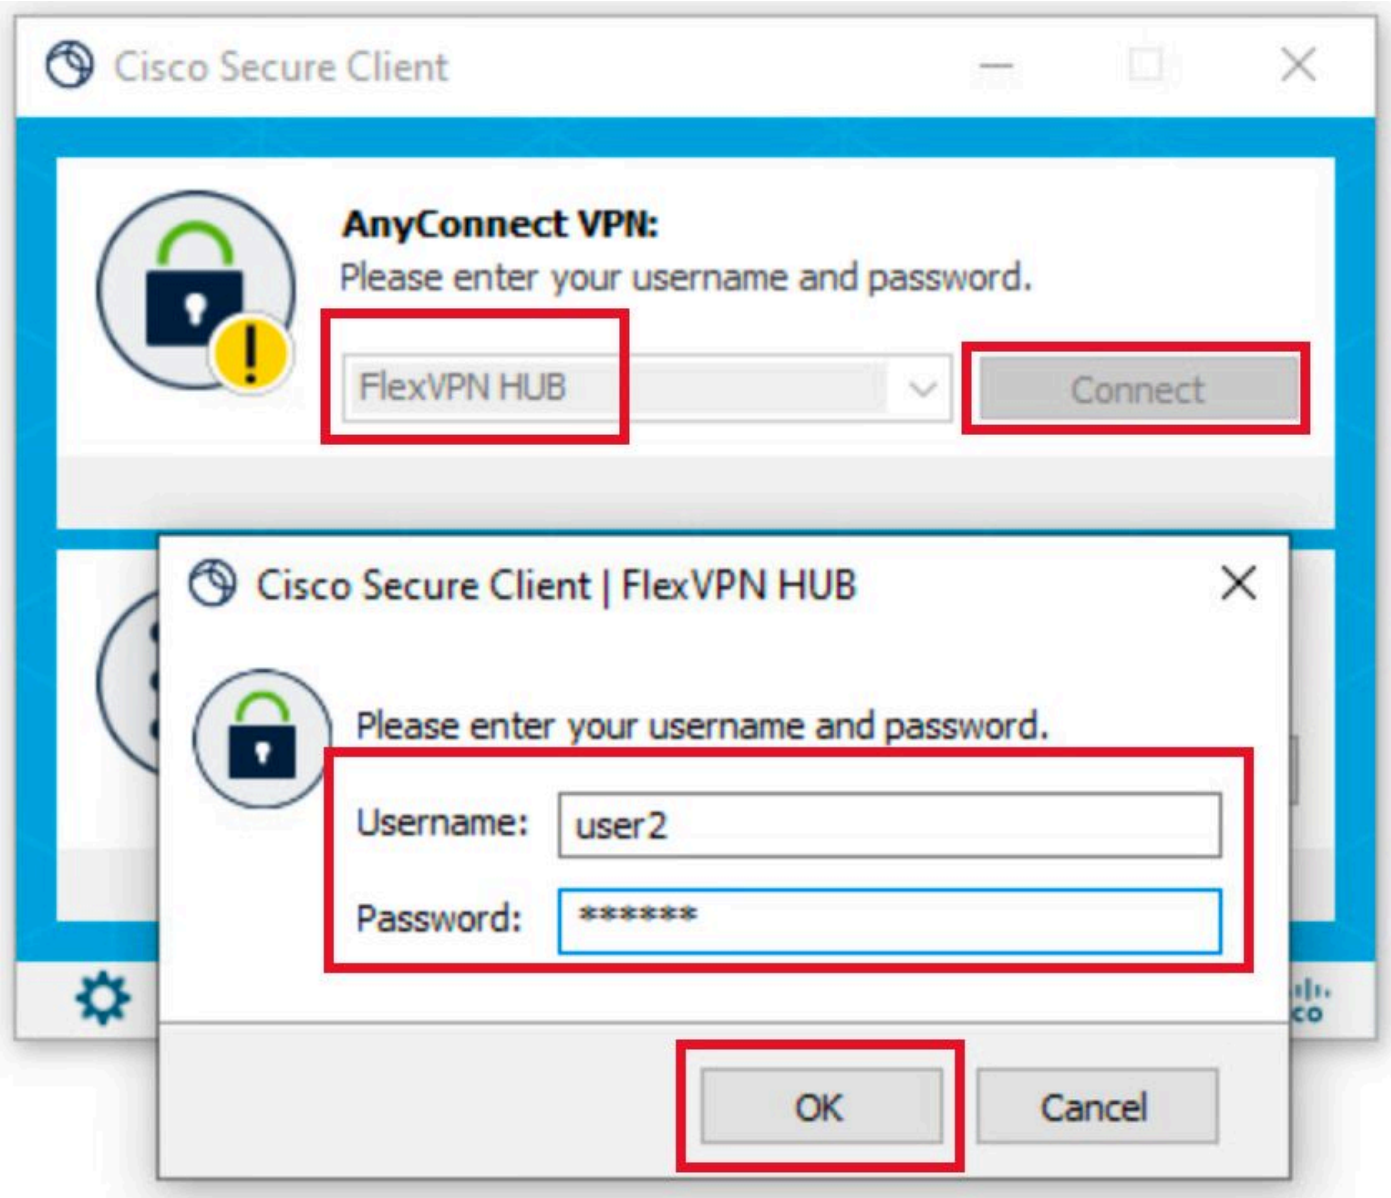 Cisco Secure Client
AnyConnect VPN:
Please enter your username and password.
FlexVPN HUB
Connect
Cisco Secure Client | FlexVPN HUB
Please enter your username and password.
Username: user2
Password: ******
co
OK
Cancel